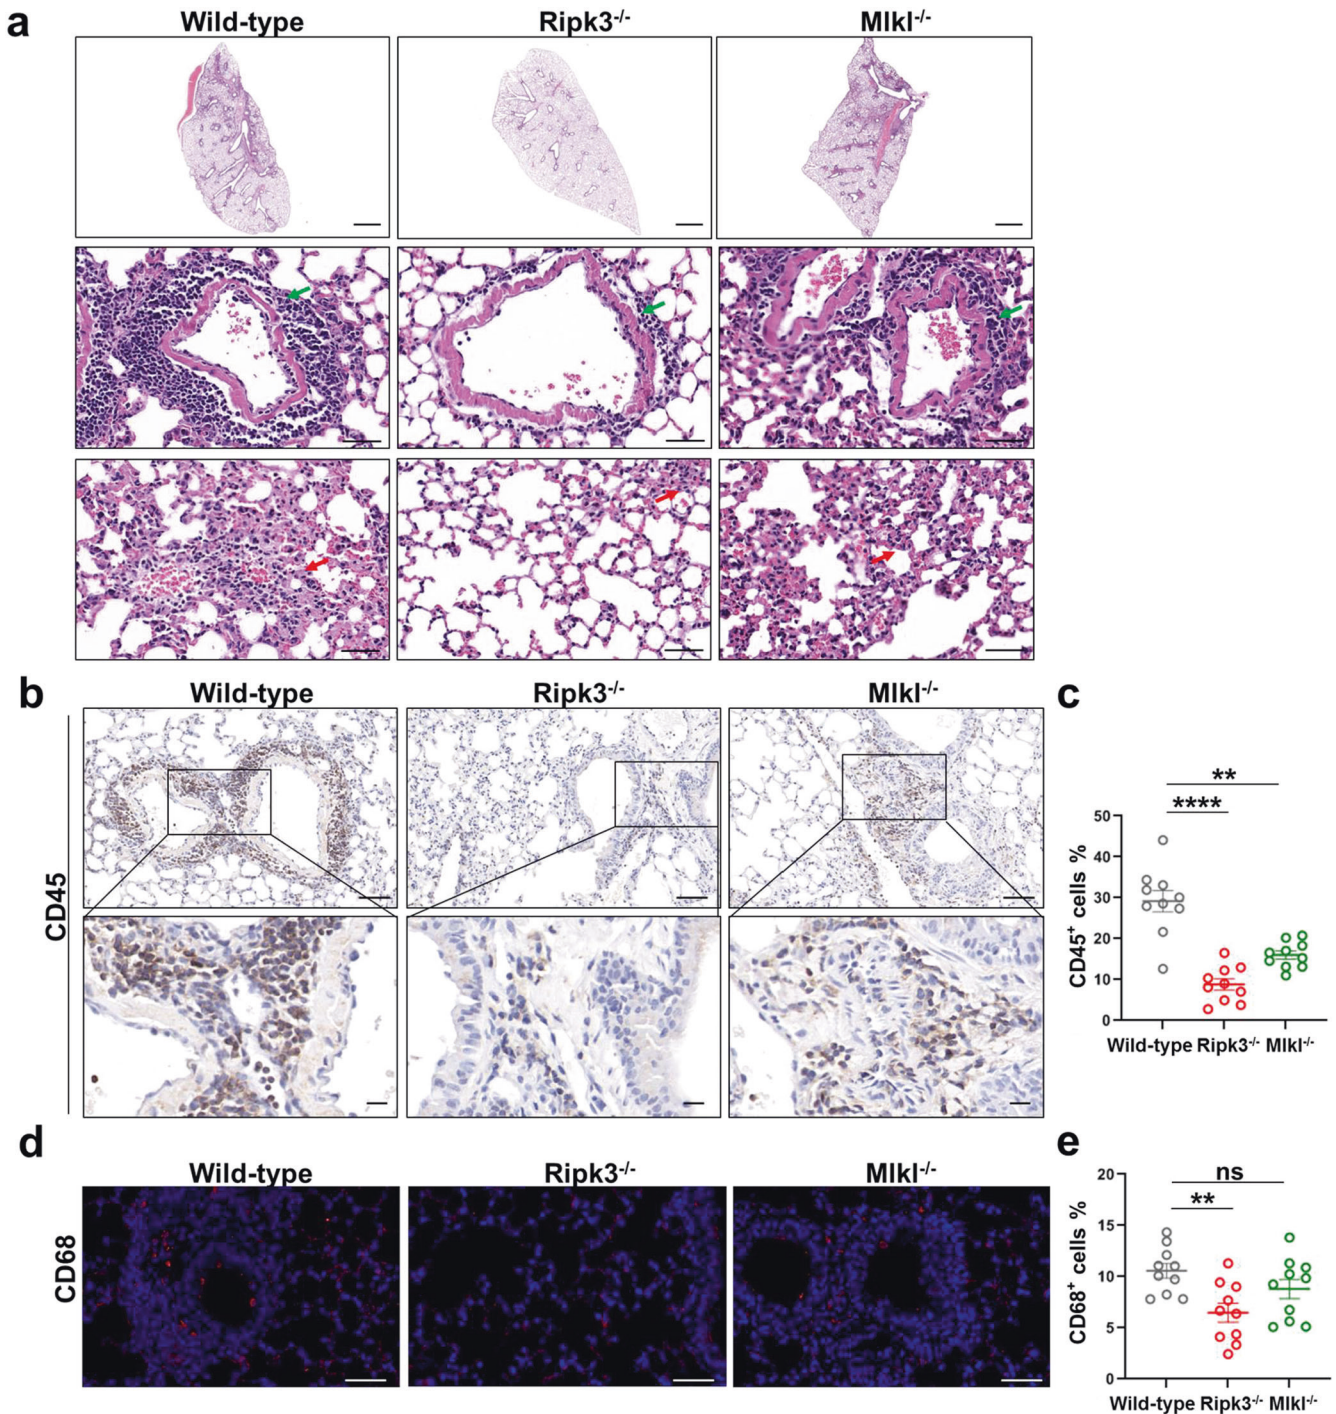 a
Wild-type Ripk3-/- Mlkl-/-
b
Wild-type Ripk3-/- Mlkl-/-
CD45
c
**
****
CD45+ cells %
50
40
30
20
10
0
Wild-type Ripk3-/- Mlkl-/-
d
Wild-type Ripk3-/- Mlkl-/-
CD68
e
ns
**
CD68+ cells %
20
15
10
5
0
Wild-type Ripk3-/- Mlkl-/-